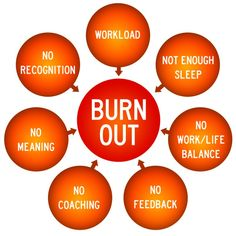 WORKLOAD
NOT ENOUGH
SLEEP
NO
WORK/LIFE
BALANCE
NO
FEEDBACK
NO
COACHING
NO
MEANING
NO
RECOGNITION
BURN
OUT